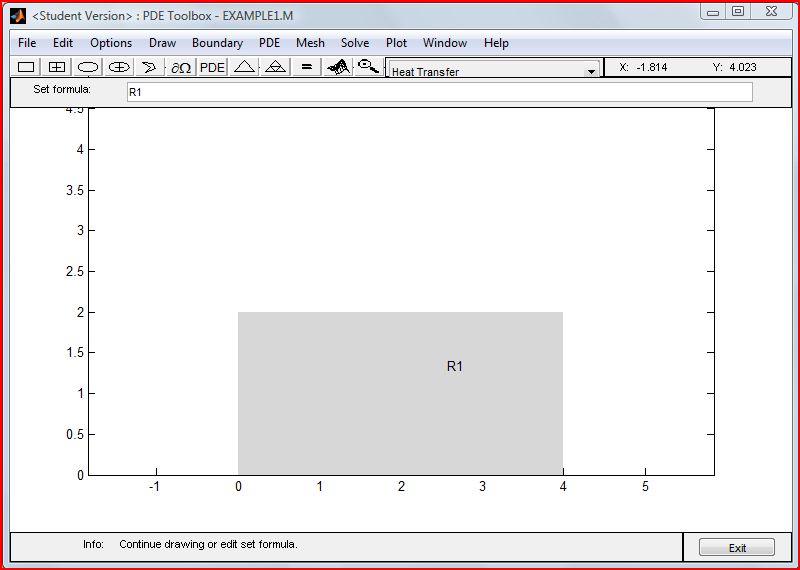 <Student Version> : PDE Toolbox - EXAMPLE1.M
File Edit Options Draw Boundary PDE Mesh Solve Plot Window Help
∂Ω PDE = Heat Transfer X: -1.814 Y: 4.023
Set formula: R1
4.5
4
3.5
3
2.5
2
1.5
R1
1
0.5
0
-1 0 1 2 3 4 5
Info: Continue drawing or edit set formula. Exit